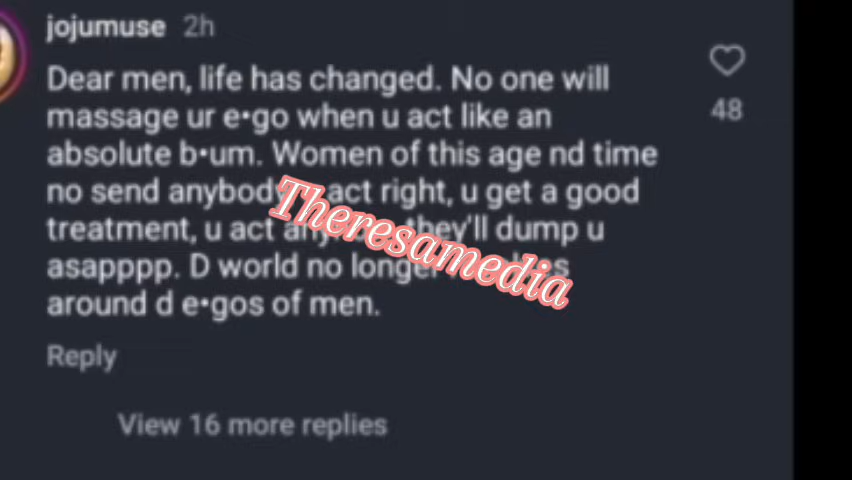 jojumuse 2h
Dear men, life has changed. No one will
massage ur e•go when u act like an
absolute b•um. Women of this age nd time
no send anybody act right, u get a good
treatment, u act they'll dump u
asapppp. D world no longer
around d e•gos of men.
48
Reply
View 16 more replies
Theresamedia